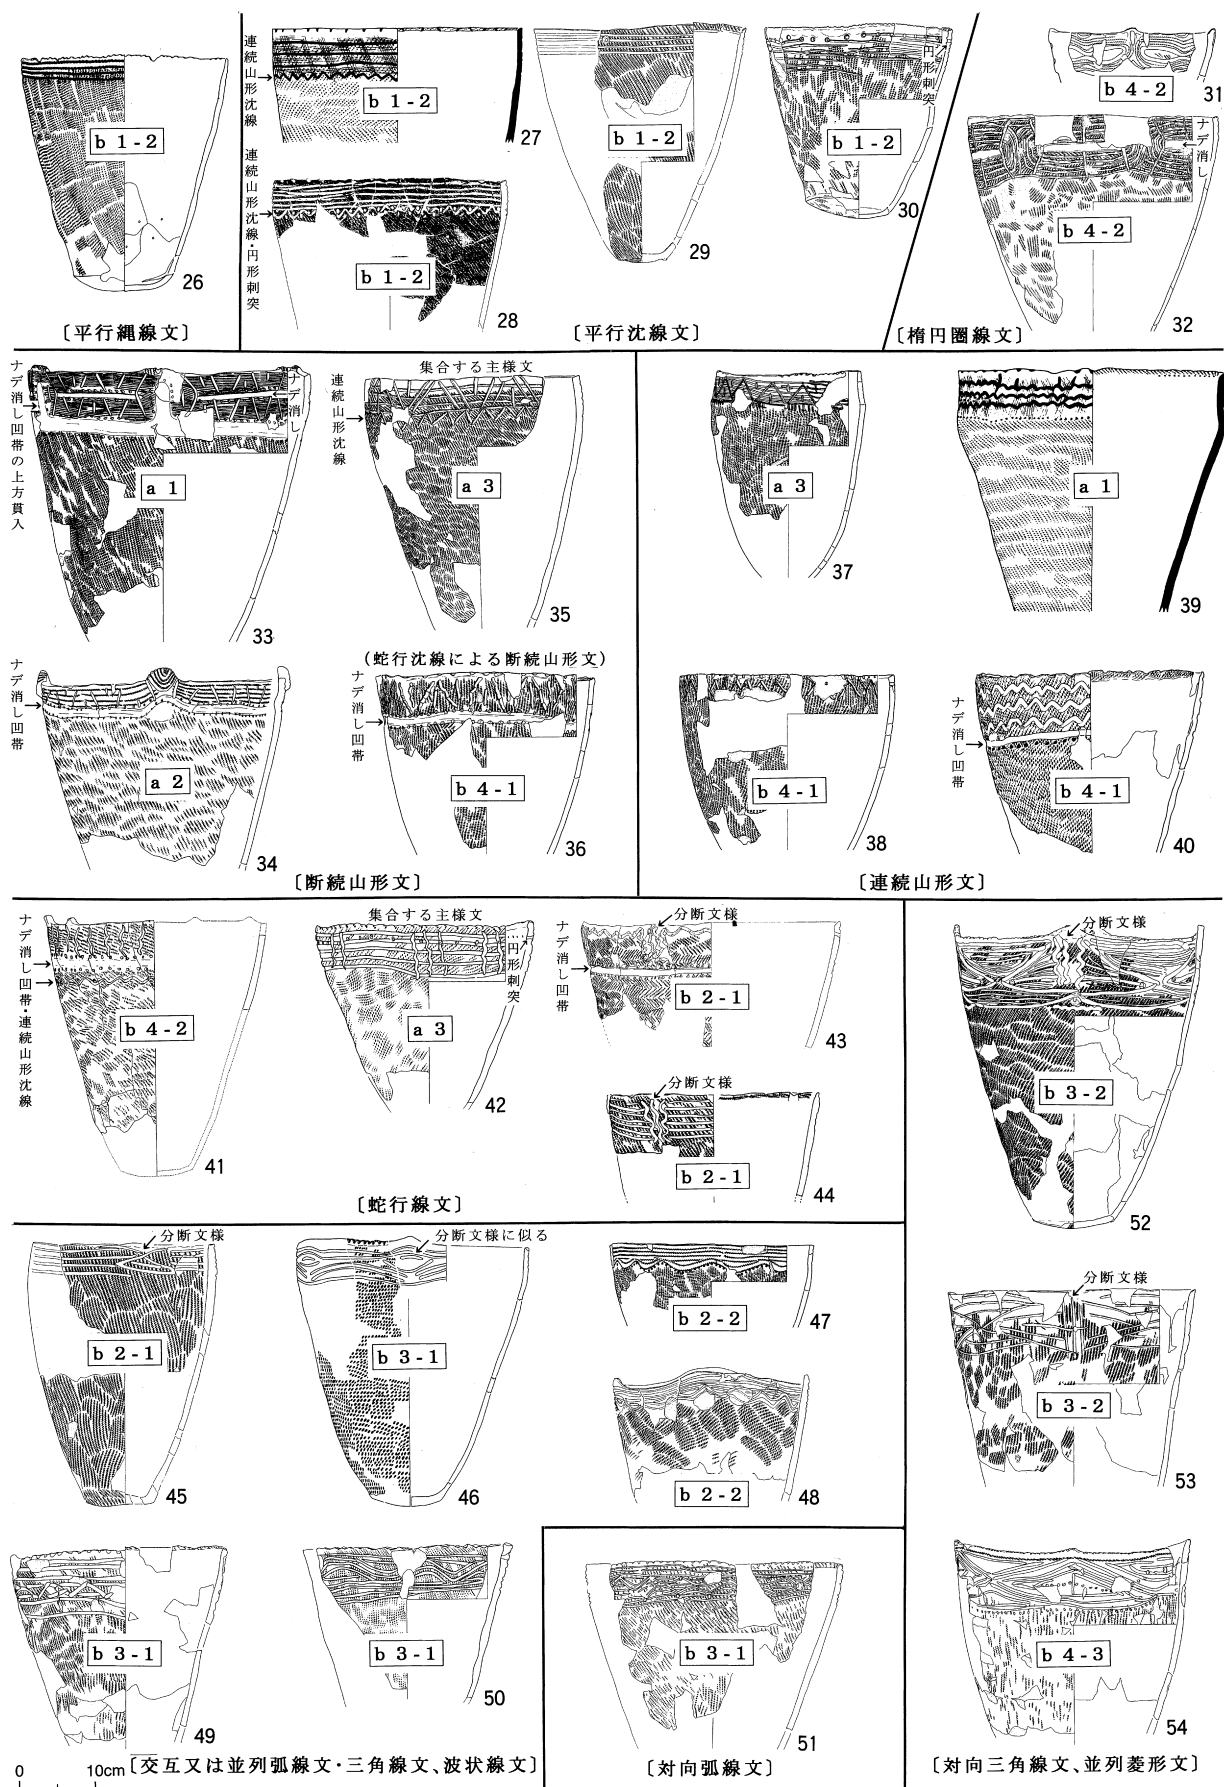 b 1-2
26
〔平行縄線文〕
連続山形沈線
b 1-2
27
連続山形沈線・円形刺突
b 1-2
28
b 1-2
29
円形刺突
b 1-2
30
〔平行沈線文〕
b 4-2
31
ナデ消し
b 4-2
32
〔楕円圏線文〕
ナデ消し凹帯の上方貫入
ナデ消し
a 1
33
集合する主様文
連続山形沈線
a 3
35
ナデ消し凹帯
a 2
34
(蛇行沈線による断続山形文)
ナデ消し凹帯
b 4-1
36
〔断続山形文〕
a 3
37
a 1
39
b 4-1
38
ナデ消し凹帯
b 4-1
40
〔連続山形文〕
ナデ消し凹帯・連続山形沈線
b 4-2
41
集合する主様文
円形刺突
a 3
42
分断文様
ナデ消し凹帯
b 2-1
43
分断文様
b 2-1
44
〔蛇行線文〕
分断文様
b 2-1
45
分断文様に似る
b 3-1
46
b 2-2
47
b 2-2
48
b 3-1
49
b 3-1
50
〔交互又は並列弧線文・三角線文、波状線文〕
b 3-1
51
〔対向弧線文〕
分断文様
b 3-2
52
分断文様
b 3-2
53
b 4-3
54
〔対向三角線文、並列菱形文〕
0 10cm